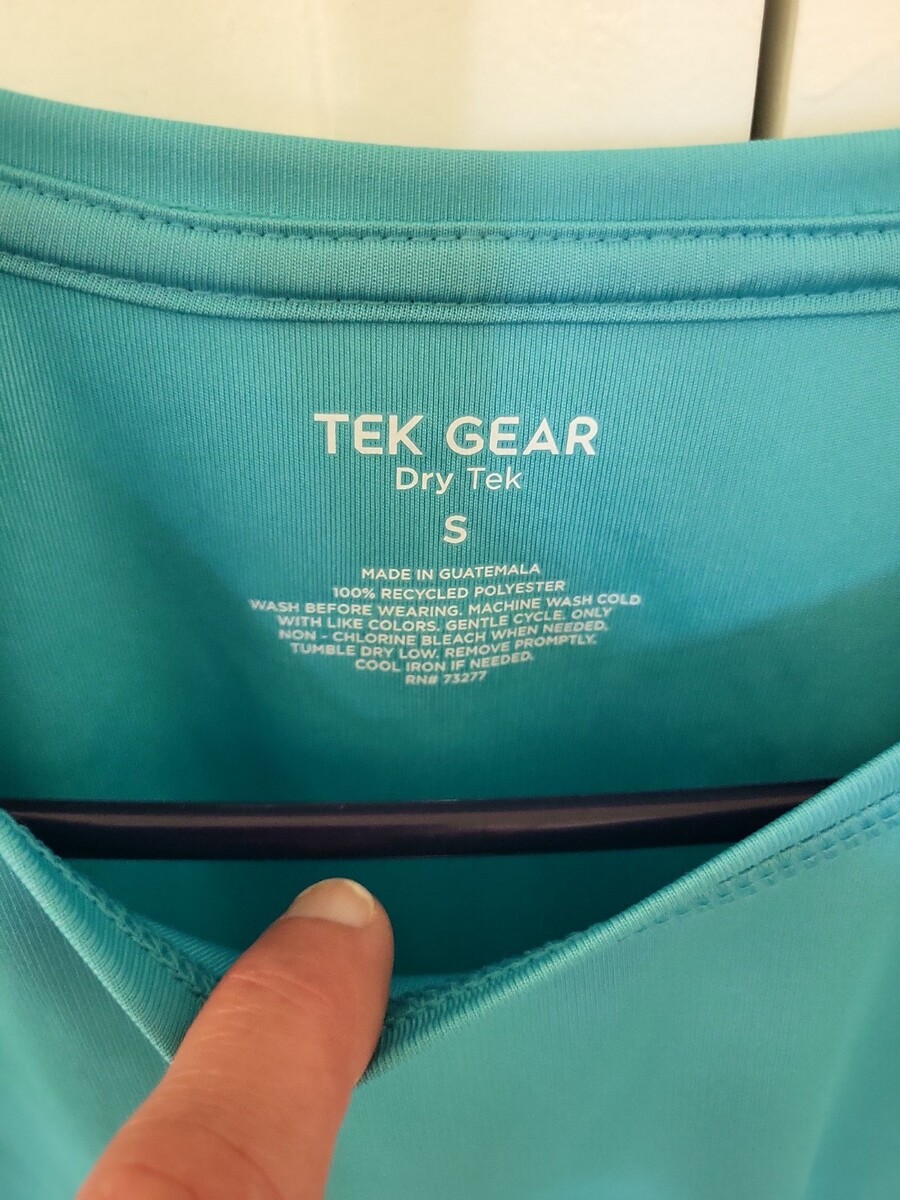 TEK GEAR
Dry Tek
S
MADE IN GUATEMALA
100% RECYCLED POLYESTER
WASH BEFORE WEARING. MACHINE WASH COLD
WITH LIKE COLORS. GENTLE CYCLE. ONLY
NON - CHLORINE BLEACH WHEN NEEDED.
TUMBLE DRY LOW. REMOVE PROMPTLY.
COOL IRON IF NEEDED.
RN# 73277